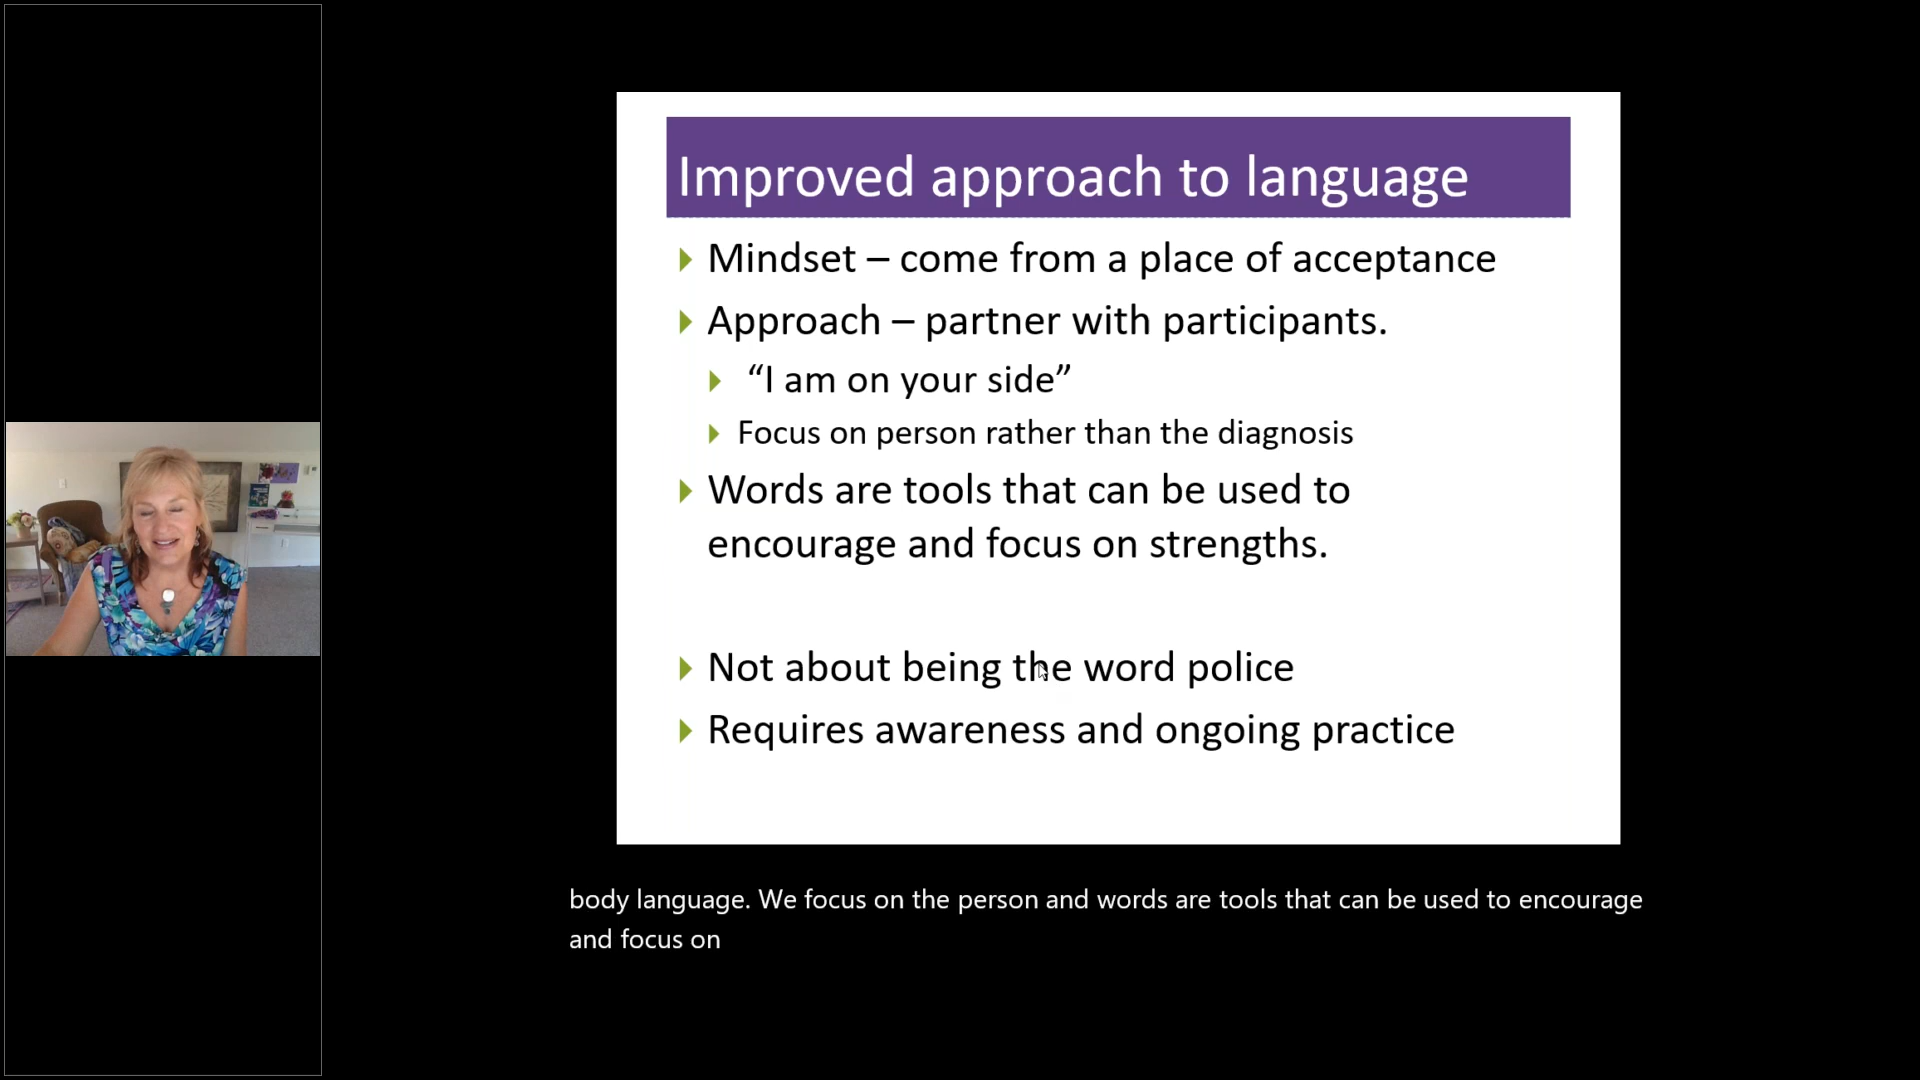 Improved approach to language
Mindset – come from a place of acceptance
Approach – partner with participants.
“I am on your side”
Focus on person rather than the diagnosis
Words are tools that can be used to
encourage and focus on strengths.
Not about being the word police
Requires awareness and ongoing practice
body language. We focus on the person and words are tools that can be used to encourage
and focus on